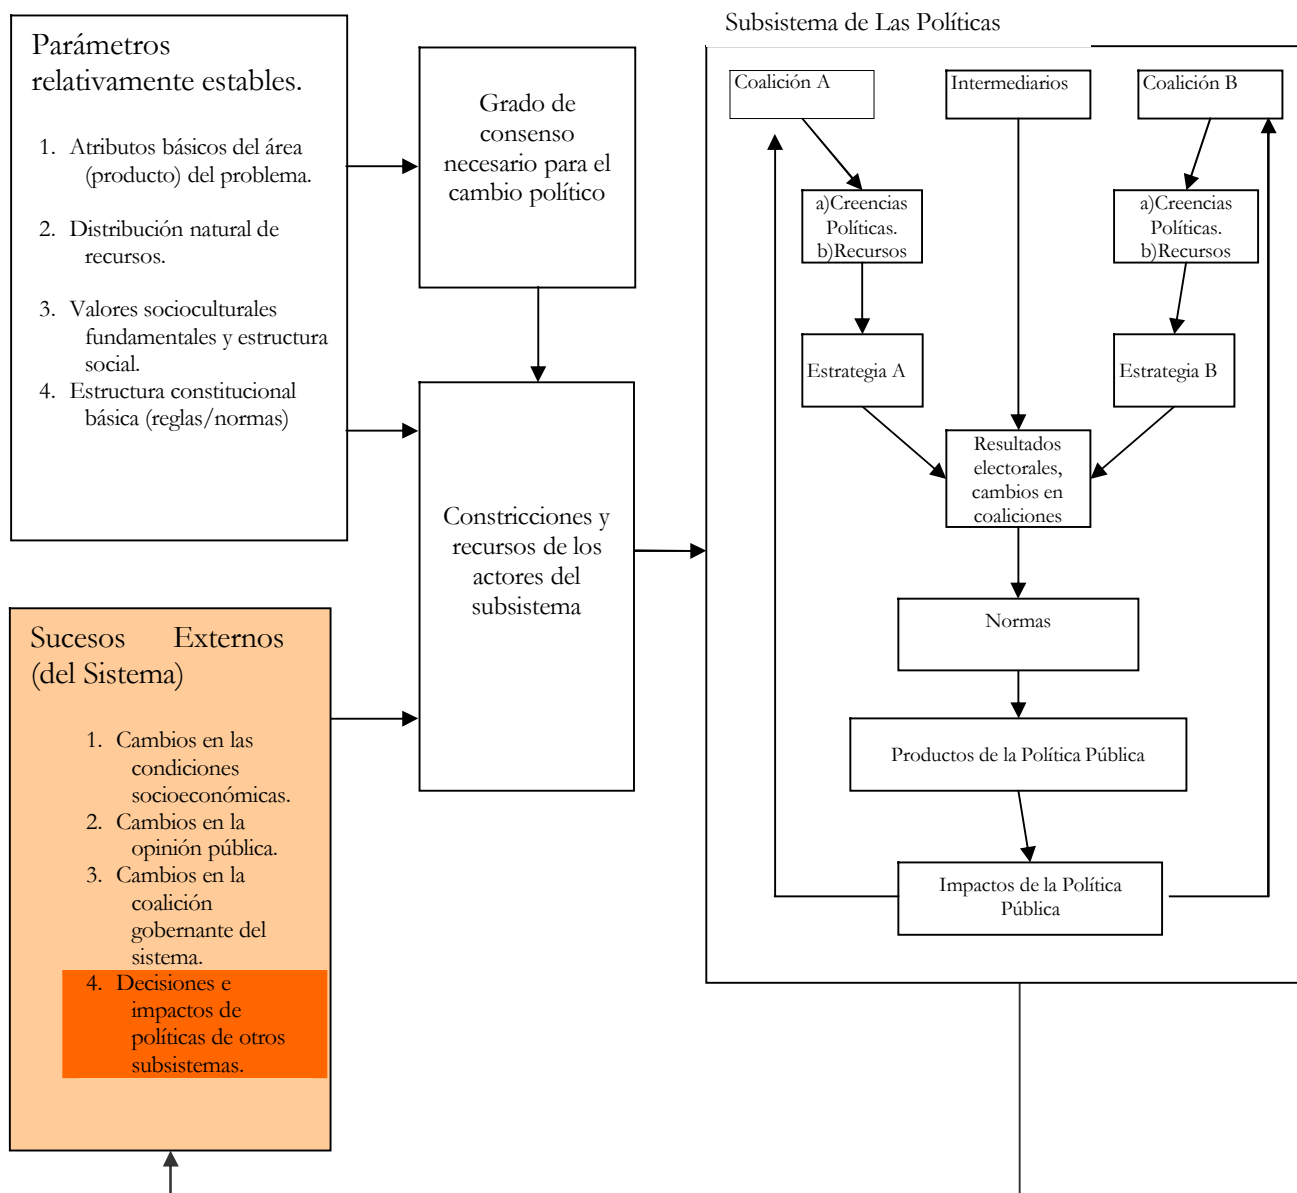 Parámetros
relativamente estables.
1. Atributos básicos del área
(producto) del problema.
2. Distribución natural de
recursos.
3. Valores socioculturales
fundamentales y estructura
social.
4. Estructura constitucional
básica (reglas/normas)
Grado de
consenso
necesario para el
cambio político
Constricciones y
recursos de los
actores del
subsistema
Sucesos Externos
(del Sistema)
1. Cambios en las
condiciones
socioeconómicas.
2. Cambios en la
opinión pública.
3. Cambios en la
coalición
gobernante del
sistema.
4. Decisiones e
impactos de
políticas de otros
subsistemas.
Subsistema de Las Políticas
Coalición A
Intermediarios
Coalición B
a)Creencias
Políticas.
b)Recursos
a)Creencias
Políticas.
b)Recursos
Estrategia A
Estrategia B
Resultados
electorales,
cambios en
coaliciones
Normas
Productos de la Política Pública
Impactos de la Política
Pública